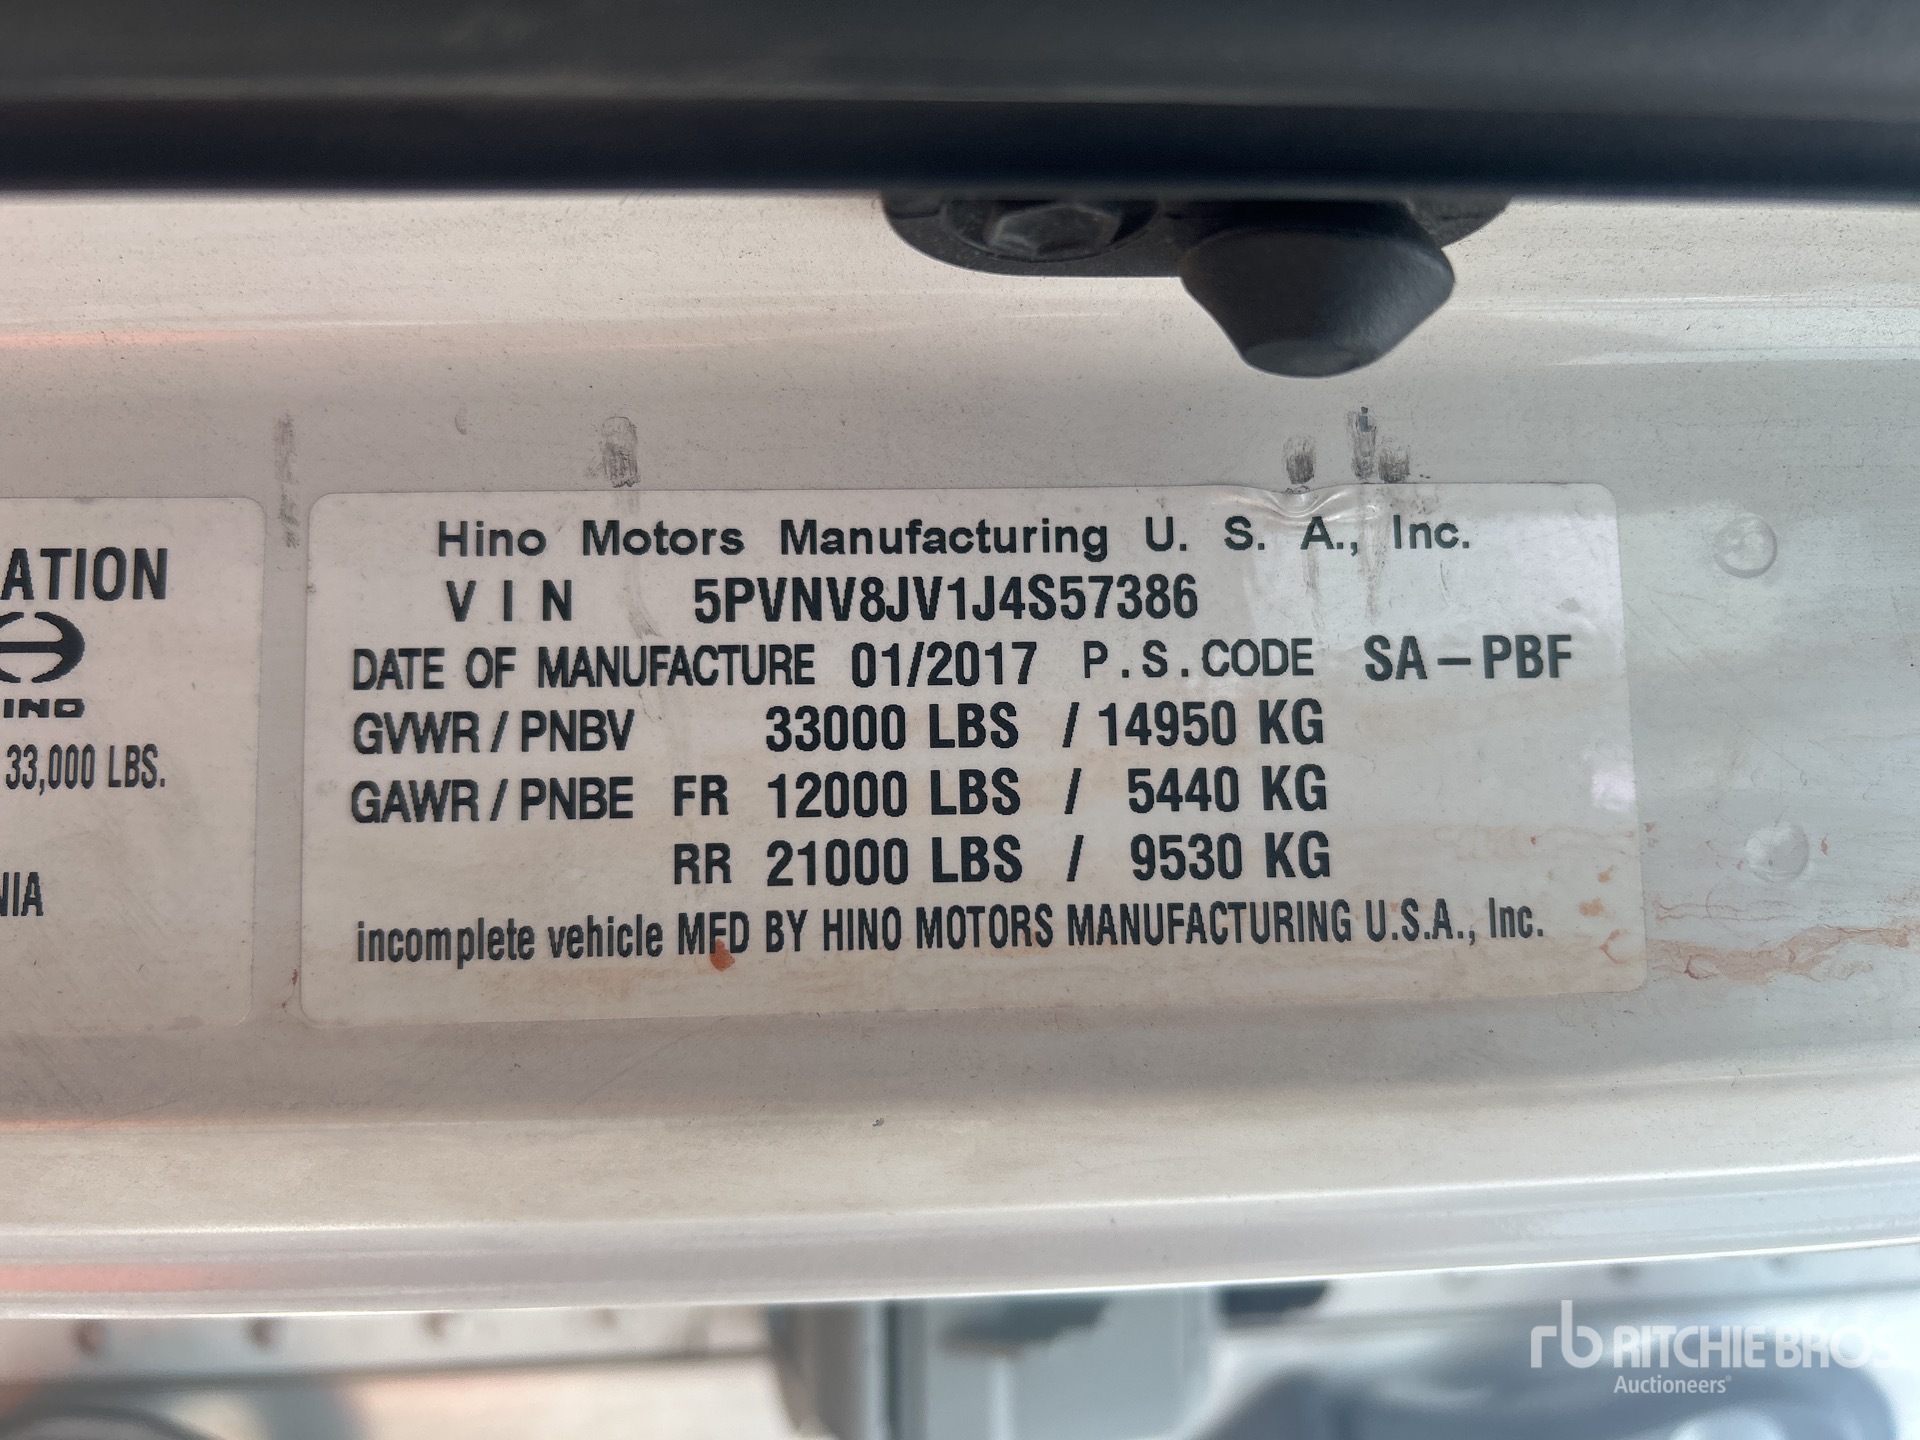 ATION
INO
33,000 LBS.
NIA
Hino Motors Manufacturing U. S. A., Inc.
VIN 5PVNV8JV1J4S57386
DATE OF MANUFACTURE 01/2017 P.S.CODE SA-PBF
GVWR / PNBV 33000 LBS / 14950 KG
GAWR / PNBE FR 12000 LBS / 5440 KG
RR 21000 LBS / 9530 KG
incomplete vehicle MFD BY HINO MOTORS MANUFACTURING U.S.A., Inc.
rb RITCHIE BROS
Auctioneers